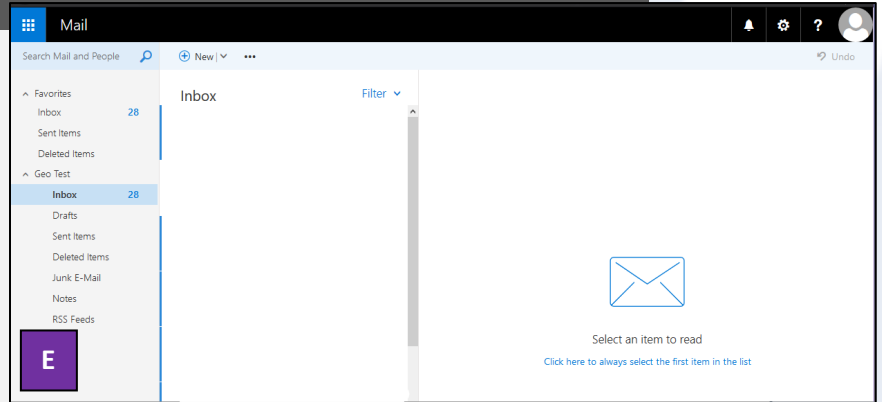 Mail
?
Search Mail and People
New
Undo
Favorites
Inbox 28
Sent Items
Deleted Items
Geo Test
Inbox 28
Drafts
Sent Items
Deleted Items
Junk E-Mail
Notes
RSS Feeds
E
Inbox
Filter
Select an item to read
Click here to always select the first item in the list